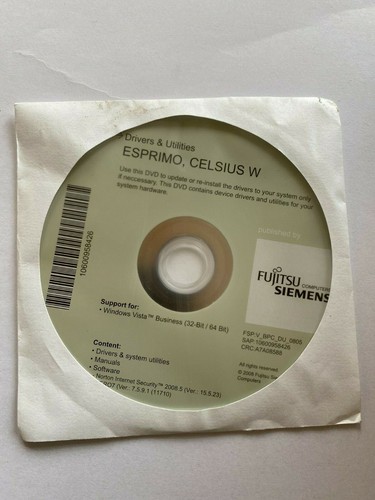 Drivers & Utilities
ESPRIMO, CELSIUS W
Use this DVD to update or re-install the drivers to your system only
if neccessary. This DVD contains device drivers and utilities for your
system hardware.
10600958426
published by
FUJITSU COMPUTERS
SIEMENS
Support for:
• Windows Vista™ Business (32-Bit / 64 Bit)
FSP:V_BPC_DU_0805
SAP:10600958426
CRC:A7A08588
Content:
• Drivers & system utilities
• Manuals
• Software
Norton Internet Security™ 2008.5 (Ver.: 15.5.23)
(Ver.: 7.5.9.1 (11710)
All rights reserved.
© 2008 Fujitsu Siemens
Computers